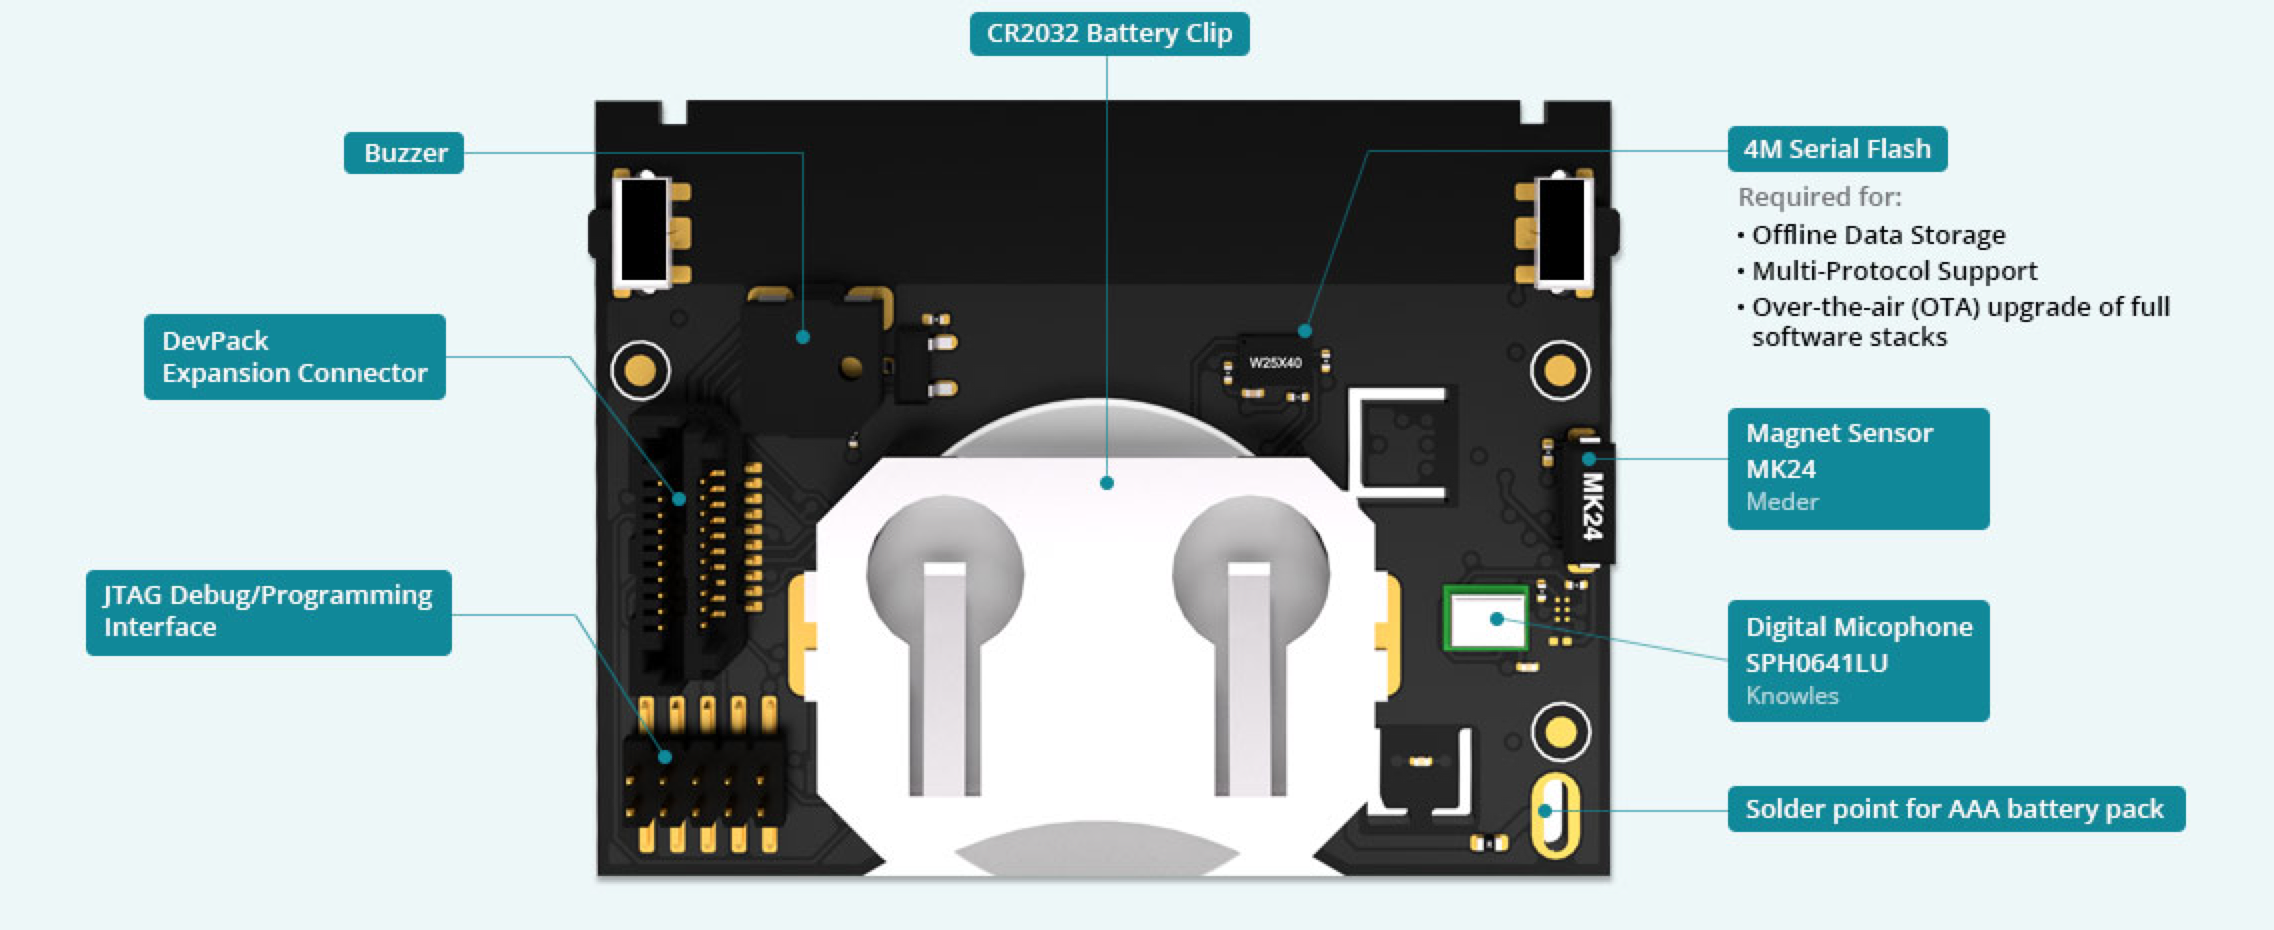 CR2032 Battery Clip
Buzzer
4M Serial Flash
Required for:
• Offline Data Storage
• Multi-Protocol Support
• Over-the-air (OTA) upgrade of full
software stacks
DevPack
Expansion Connector
W25X40
Magnet Sensor
MK24
Meder
MK24
JTAG Debug/Programming
Interface
Digital Micophone
SPH0641LU
Knowles
Solder point for AAA battery pack